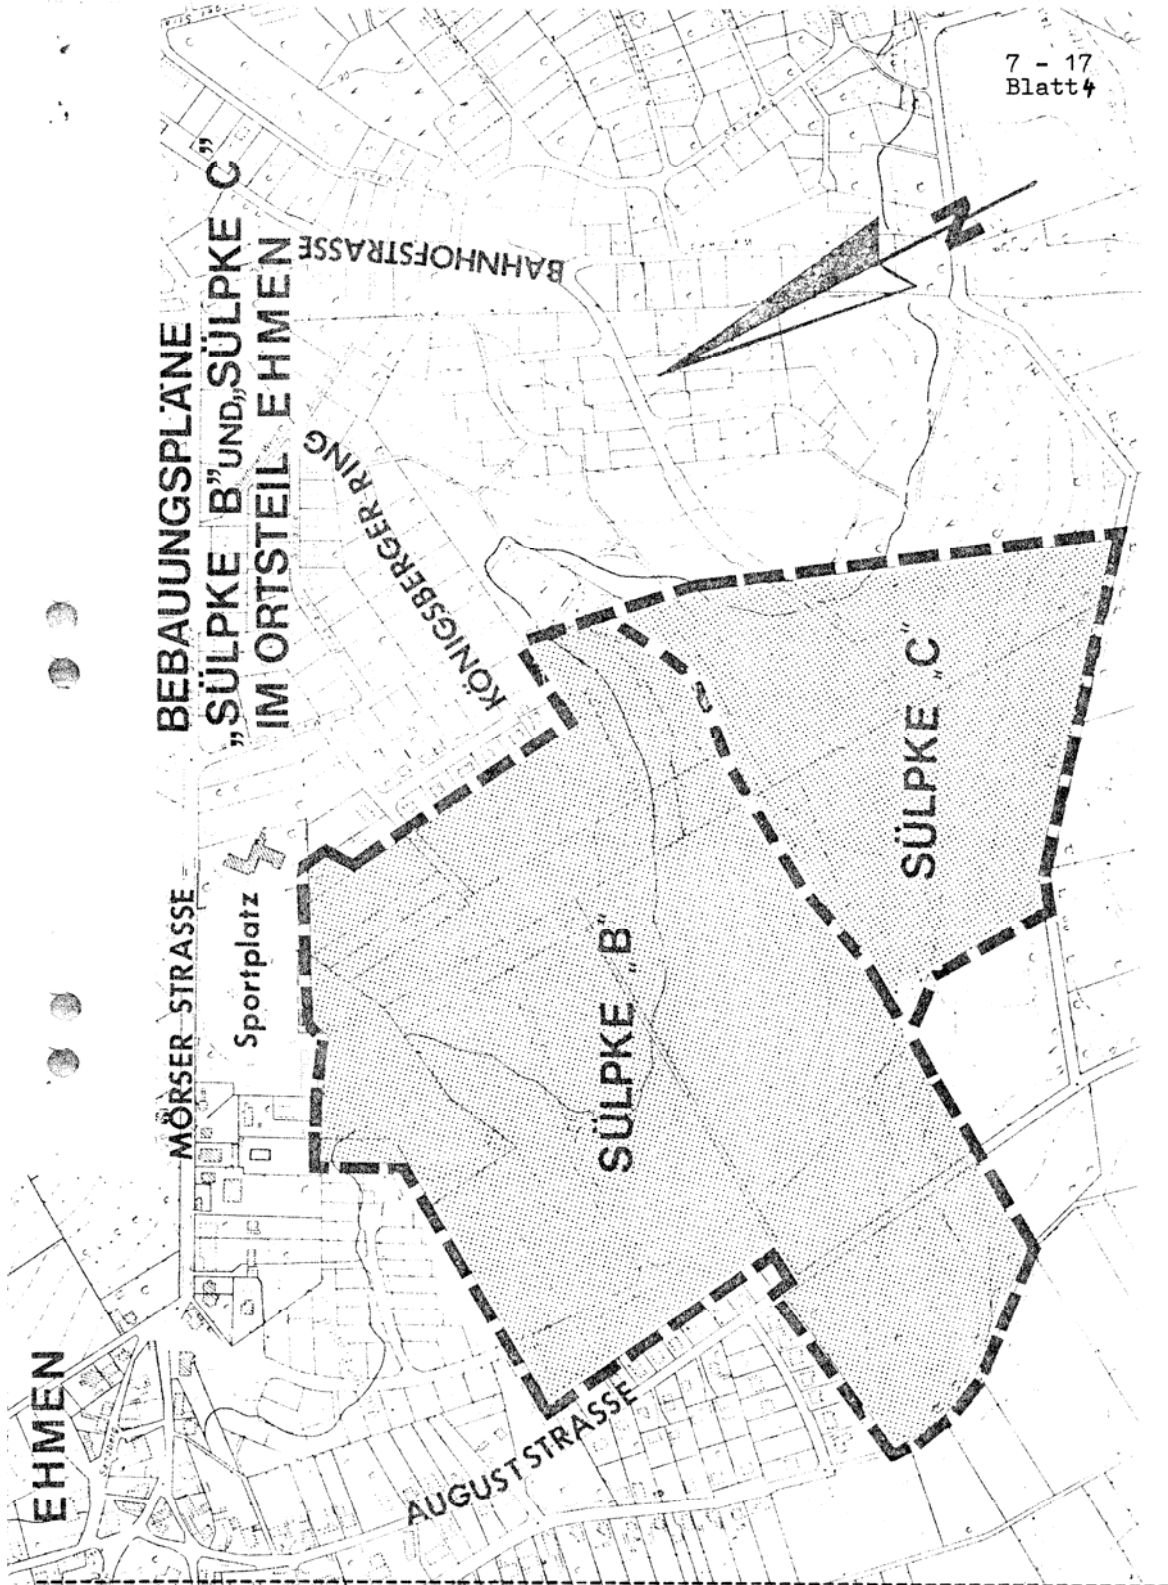 7 - 17
Blatt 4
BEBAUUNGSPLÄNE
„SÜLPKE B” UND „SÜLPKE C”
IM ORTSTEIL EHMEN
BAHNHOFSTRASSE
KÖNIGSBERGER RING
N
MÖRSER STRASSE
Sportplatz
SÜLPKE „C“
SÜLPKE „B“
EHMEN
AUGUSTSTRASSE